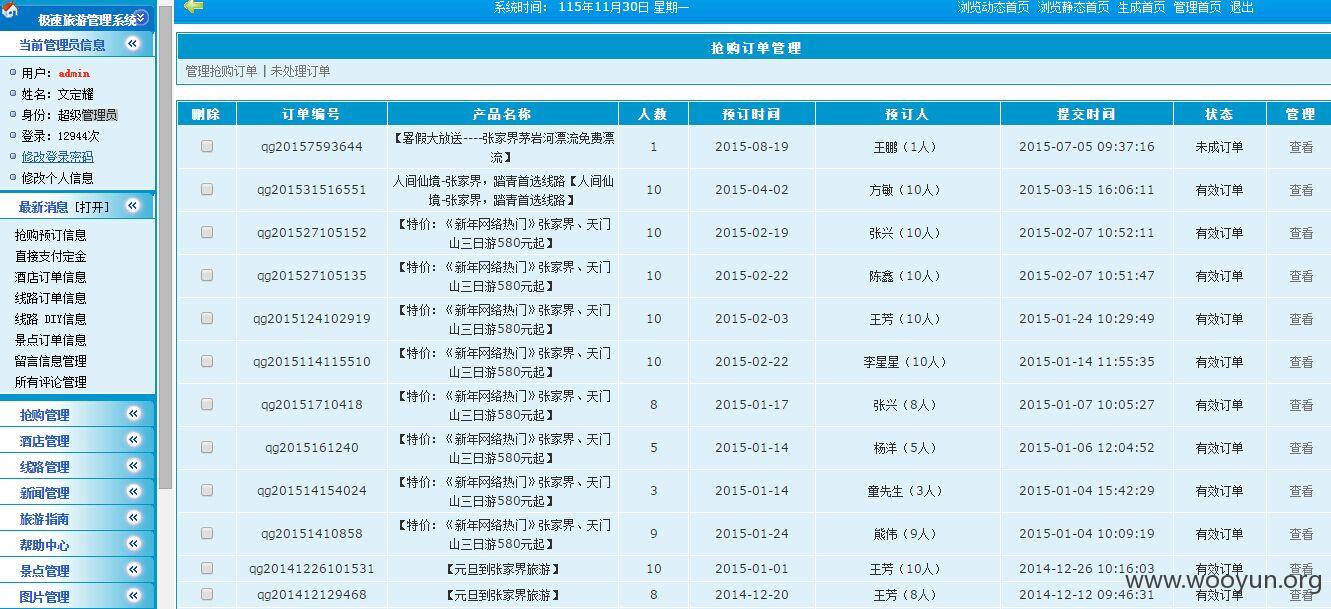 极速旅游管理系统
系统时间： 115年11月30日 星期一
浏览动态首页 浏览静态首页 生成首页 管理首页 退出
当前管理员信息
用户：admin
姓名：文定耀
身份：超级管理员
登录：12944次
修改登录密码
修改个人信息
最新消息 [打开]
抢购预订信息
直接支付定金
酒店订单信息
线路订单信息
线路 DIY信息
景点订单信息
留言信息管理
所有评论管理
抢购管理
酒店管理
线路管理
新闻管理
旅游指南
帮助中心
景点管理
图片管理
抢购订单管理
管理抢购订单 | 未处理订单
删除 订单编号 产品名称 人数 预订时间 预订人 提交时间 状态 管理
qg20157593644 【暑假大放送----张家界茅岩河漂流免费漂 1 2015-08-19 王鹏（1人） 2015-07-05 09:37:16 未成订单 查看
流】
qg201531516551 人间仙境-张家界，踏青首选线路【人间仙 10 2015-04-02 方敏（10人） 2015-03-15 16:06:11 有效订单 查看
境-张家界，踏青首选线路】
qg201527105152 【特价：《新年网络热门》张家界、天门 10 2015-02-19 张兴（10人） 2015-02-07 10:52:11 有效订单 查看
山三日游580元起】
qg201527105135 【特价：《新年网络热门》张家界、天门 10 2015-02-22 陈鑫（10人） 2015-02-07 10:51:47 有效订单 查看
山三日游580元起】
qg2015124102919 【特价：《新年网络热门》张家界、天门 10 2015-02-03 王芳（10人） 2015-01-24 10:29:49 有效订单 查看
山三日游580元起】
qg2015114115510 【特价：《新年网络热门》张家界、天门 10 2015-02-22 李星星（10人） 2015-01-14 11:55:35 有效订单 查看
山三日游580元起】
qg20151710418 【特价：《新年网络热门》张家界、天门 8 2015-01-17 张兴（8人） 2015-01-07 10:05:27 有效订单 查看
山三日游580元起】
qg2015161240 【特价：《新年网络热门》张家界、天门 5 2015-01-14 杨洋（5人） 2015-01-06 12:04:52 有效订单 查看
山三日游580元起】
qg201514154024 【特价：《新年网络热门》张家界、天门 3 2015-01-14 童先生（3人） 2015-01-04 15:42:29 有效订单 查看
山三日游580元起】
qg20151410858 【特价：《新年网络热门》张家界、天门 9 2015-01-24 熊伟（9人） 2015-01-04 10:09:19 有效订单 查看
山三日游580元起】
qg20141226101531 【元旦到张家界旅游】 10 2015-01-01 王芳（10人） 2014-12-26 10:16:03 有效订单 查看
qg201412129468 【元旦到张家界旅游】 8 2014-12-20 王芳（8人） 2014-12-12 09:46:31 有效订单 查看
www.wooyun.org